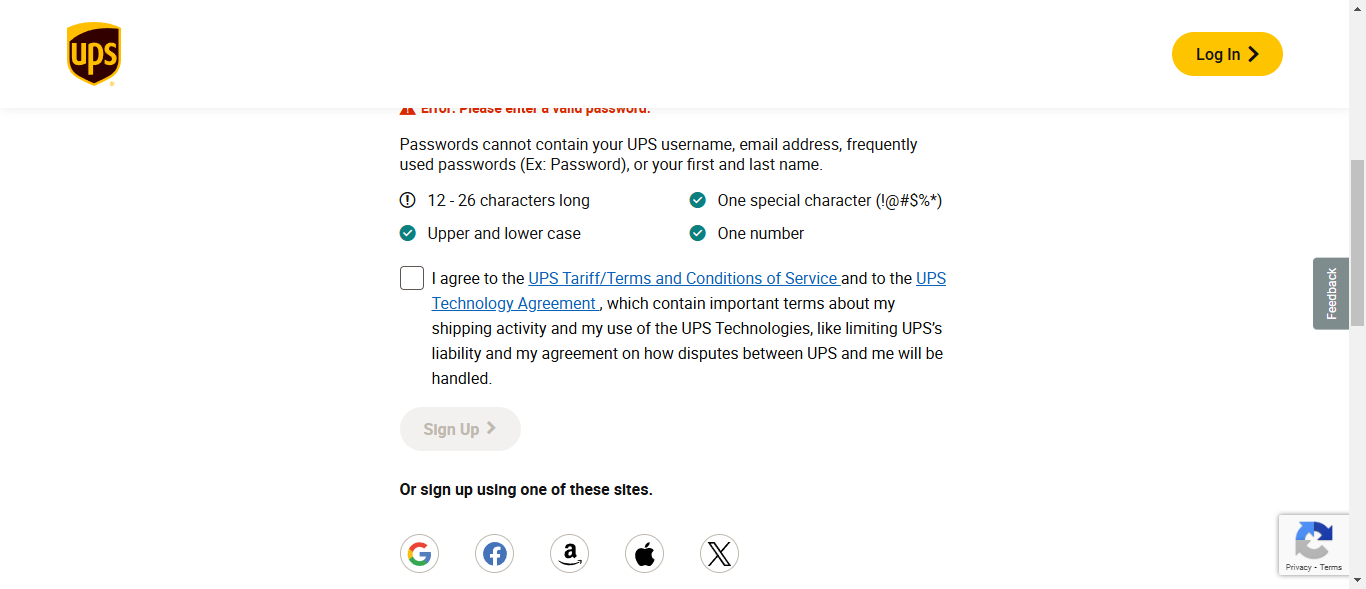 ups
Log In
Error: Please enter a valid password.
Passwords cannot contain your UPS username, email address, frequently
used passwords (Ex: Password), or your first and last name.
12 - 26 characters long
One special character (!@#$%*)
Upper and lower case
One number
I agree to the UPS Tariff/Terms and Conditions of Service and to the UPS
Technology Agreement , which contain important terms about my
shipping activity and my use of the UPS Technologies, like limiting UPS’s
liability and my agreement on how disputes between UPS and me will be
handled.
Sign Up
Or sign up using one of these sites.
Feedback
Privacy - Terms